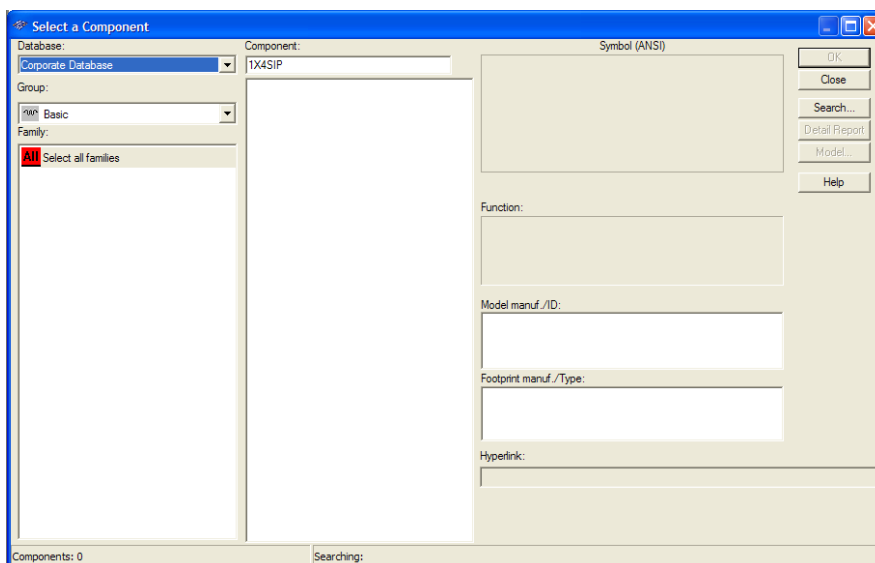 Select a Component
Database:
Corporate Database
Group:
Basic
Family:
All Select all families
Component:
1X4SIP
Symbol (ANSI)
Function:
Model manuf./ID:
Footprint manuf./Type:
Hyperlink:
OK
Close
Search...
Detail Report
Model...
Help
Components: 0
Searching: